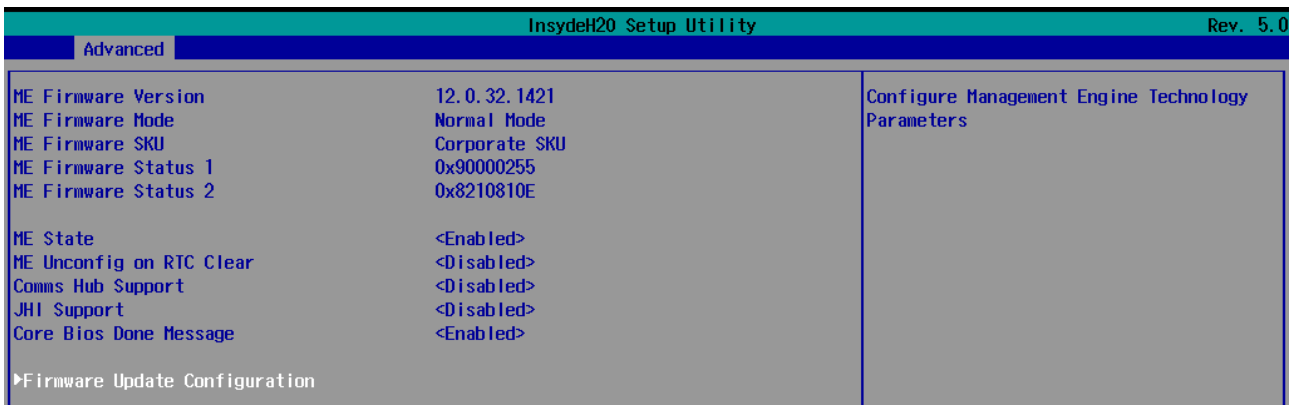 InsydeH20 Setup Utility Rev. 5.0
Advanced
ME Firmware Version 12.0.32.1421
ME Firmware Mode Normal Mode
ME Firmware SKU Corporate SKU
ME Firmware Status 1 0x90000255
ME Firmware Status 2 0x8210810E
ME State <Enabled>
ME Unconfig on RTC Clear <Disabled>
Comms Hub Support <Disabled>
JHI Support <Disabled>
Core Bios Done Message <Enabled>
▶Firmware Update Configuration
Configure Management Engine Technology
Parameters